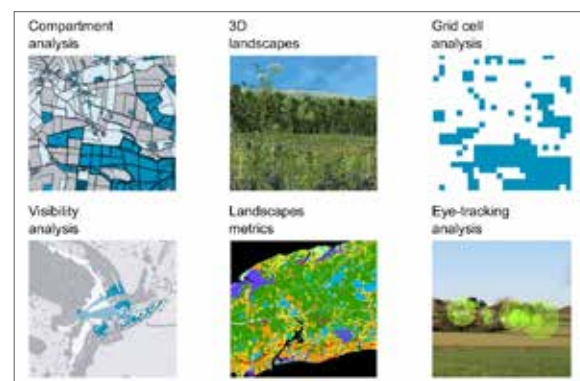 Compartment
analysis
3D
landscapes
Grid cell
analysis
Visibility
analysis
Landscapes
metrics
Eye-tracking
analysis